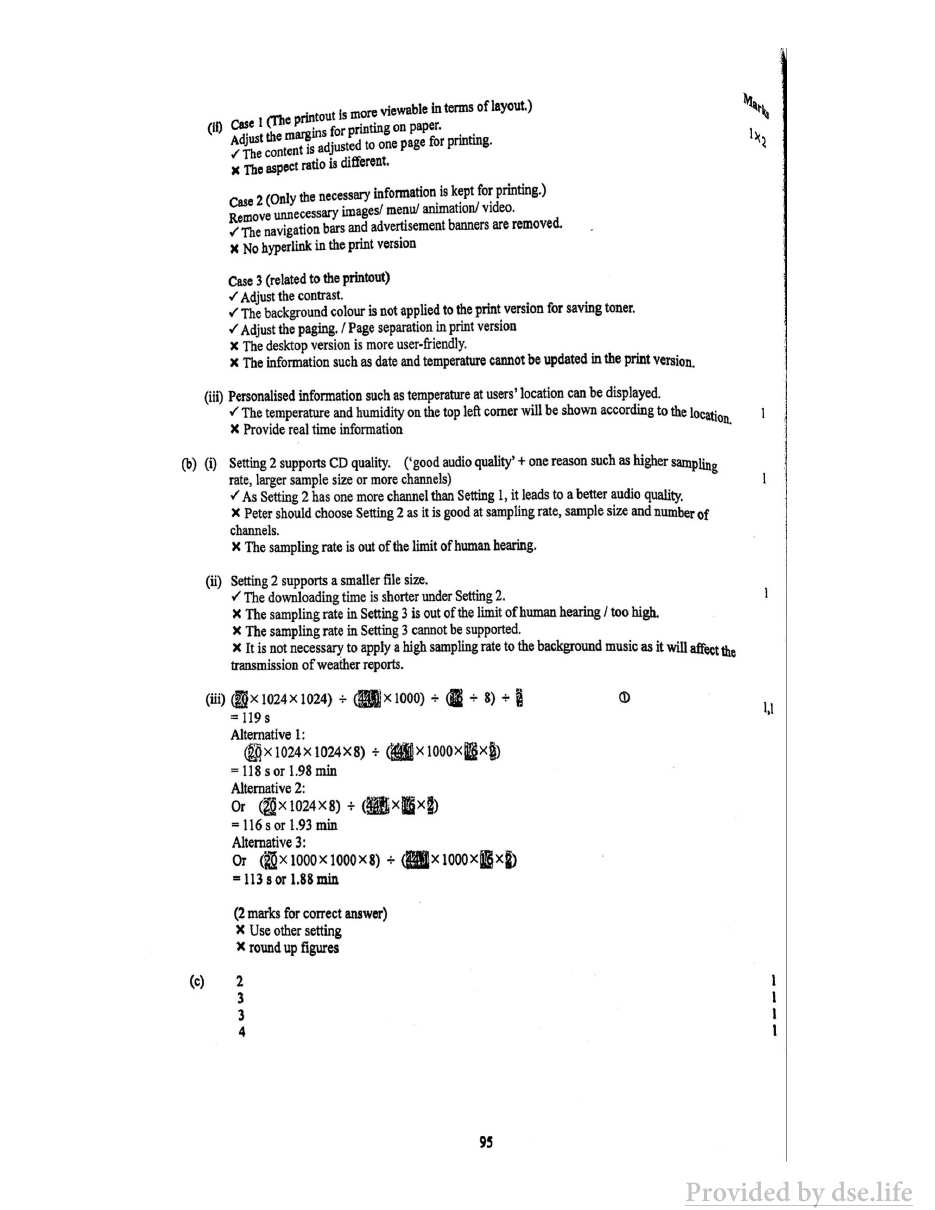 Marks
(ii) Case 1 (The printout is more viewable in terms of layout.)
1×2
Adjust the margins for printing on paper.
✓ The content is adjusted to one page for printing.
✗ The aspect ratio is different.
Case 2 (Only the necessary information is kept for printing.)
Remove unnecessary images/ menu/ animation/ video.
✓ The navigation bars and advertisement banners are removed.
✗ No hyperlink in the print version
Case 3 (related to the printout)
✓ Adjust the contrast.
✓ The background colour is not applied to the print version for saving toner.
✓ Adjust the paging. / Page separation in print version
✗ The desktop version is more user-friendly.
✗ The information such as date and temperature cannot be updated in the print version.
(iii) Personalised information such as temperature at users' location can be displayed.
✓ The temperature and humidity on the top left corner will be shown according to the location. 1
✗ Provide real time information
(b) (i) Setting 2 supports CD quality. ('good audio quality' + one reason such as higher sampling
rate, larger sample size or more channels) 1
✓ As Setting 2 has one more channel than Setting 1, it leads to a better audio quality.
✗ Peter should choose Setting 2 as it is good at sampling rate, sample size and number of
channels.
✗ The sampling rate is out of the limit of human hearing.
(ii) Setting 2 supports a smaller file size.
✓ The downloading time is shorter under Setting 2. 1
✗ The sampling rate in Setting 3 is out of the limit of human hearing / too high.
✗ The sampling rate in Setting 3 cannot be supported.
✗ It is not necessary to apply a high sampling rate to the background music as it will affect the
transmission of weather reports.
(iii) (20×1024×1024) ÷ (44.1×1000) ÷ (16 ÷ 8) ÷ 2 ① 1,1
= 119 s
Alternative 1:
(20×1024×1024×8) ÷ (44.1×1000×16×2)
= 118 s or 1.98 min
Alternative 2:
Or (20×1024×8) ÷ (44.1×16×2)
= 116 s or 1.93 min
Alternative 3:
Or (20×1000×1000×8) ÷ (44.1×1000×16×2)
= 113 s or 1.88 min
(2 marks for correct answer)
✗ Use other setting
✗ round up figures
(c) 2 1
3 1
3 1
4 1
95
Provided by dse.life